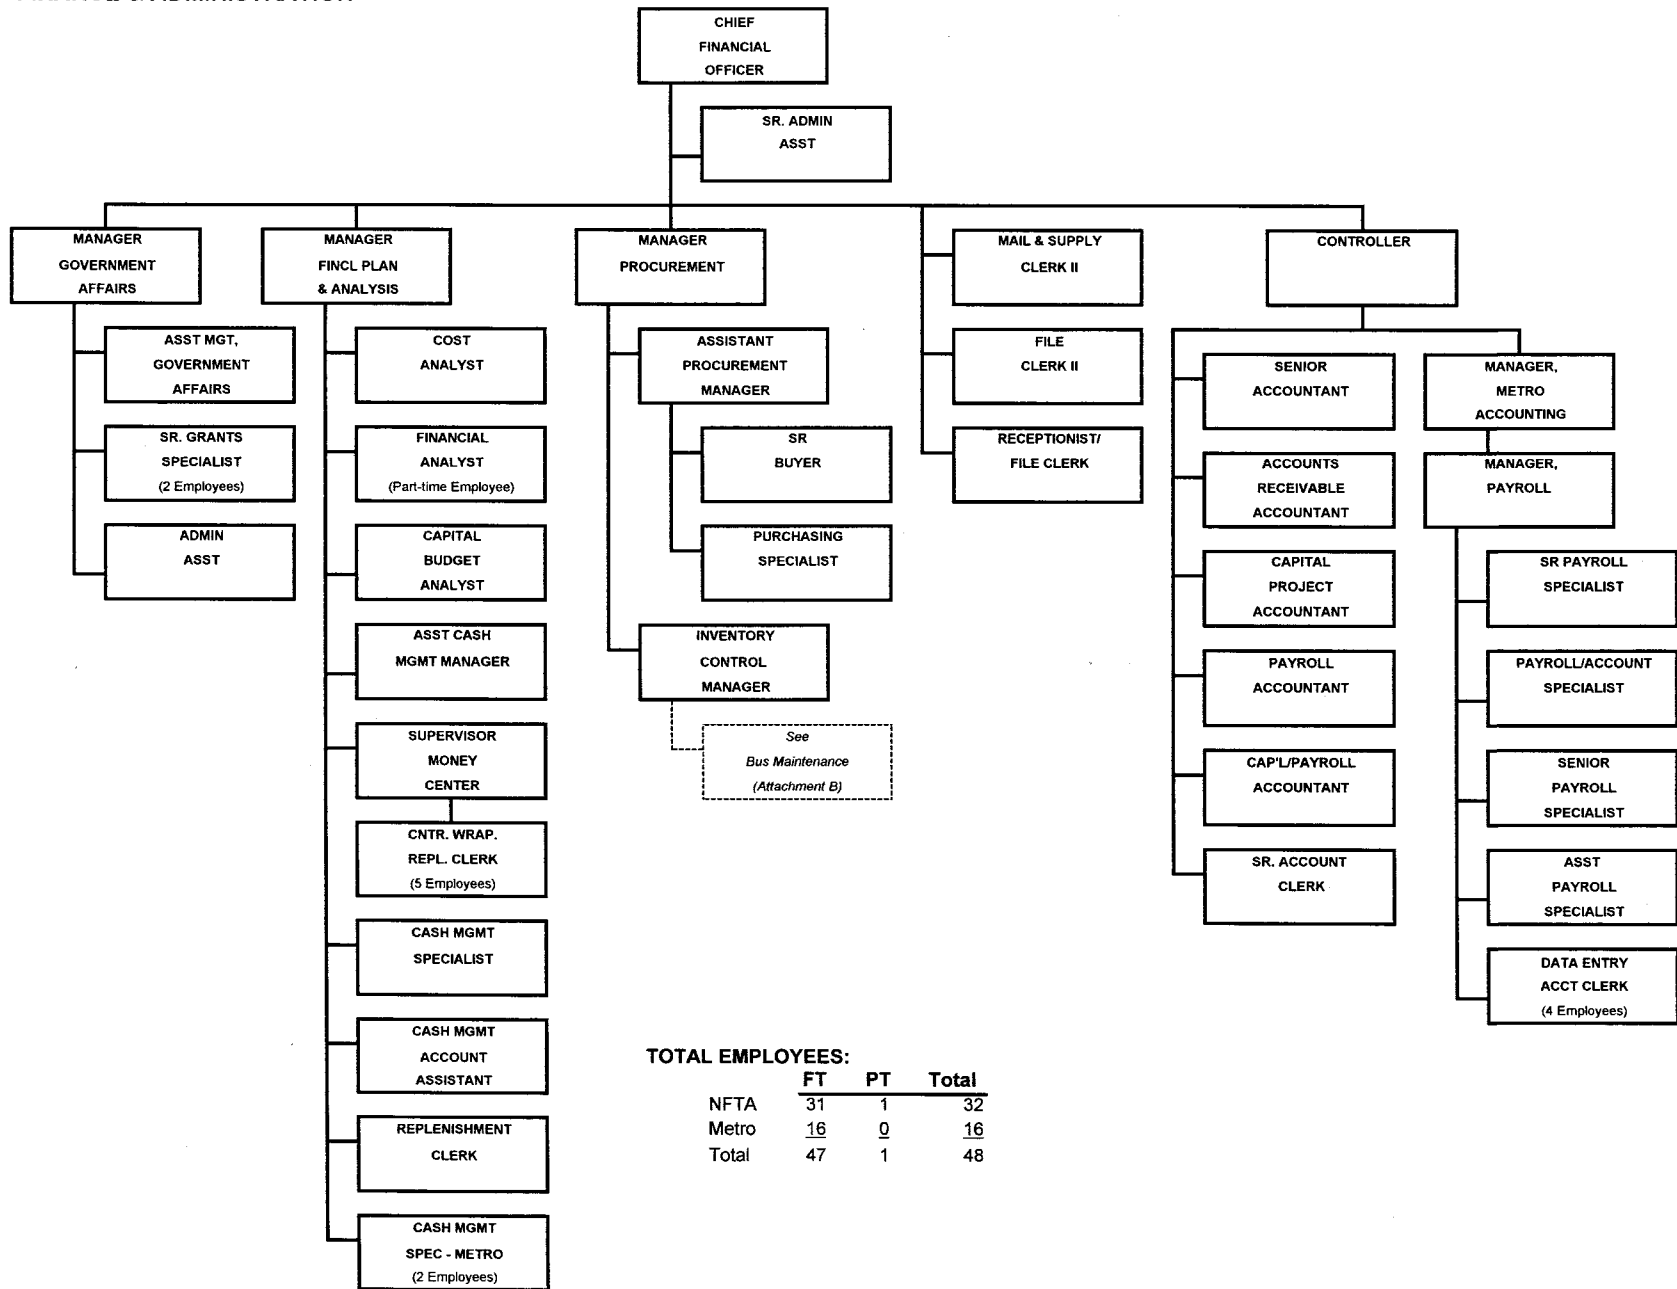 CHIEF
FINANCIAL
OFFICER
SR. ADMIN
ASST
MANAGER
GOVERNMENT
AFFAIRS
ASST MGT,
GOVERNMENT
AFFAIRS
SR. GRANTS
SPECIALIST
(2 Employees)
ADMIN
ASST
MANAGER
FINCL PLAN
& ANALYSIS
COST
ANALYST
FINANCIAL
ANALYST
(Part-time Employee)
CAPITAL
BUDGET
ANALYST
ASST CASH
MGMT MANAGER
SUPERVISOR
MONEY
CENTER
CNTR. WRAP.
REPL. CLERK
(5 Employees)
CASH MGMT
SPECIALIST
CASH MGMT
ACCOUNT
ASSISTANT
REPLENISHMENT
CLERK
CASH MGMT
SPEC - METRO
(2 Employees)
MANAGER
PROCUREMENT
ASSISTANT
PROCUREMENT
MANAGER
SR
BUYER
PURCHASING
SPECIALIST
INVENTORY
CONTROL
MANAGER
See
Bus Maintenance
(Attachment B)
MAIL & SUPPLY
CLERK II
FILE
CLERK II
RECEPTIONIST/
FILE CLERK
CONTROLLER
SENIOR
ACCOUNTANT
ACCOUNTS
RECEIVABLE
ACCOUNTANT
CAPITAL
PROJECT
ACCOUNTANT
PAYROLL
ACCOUNTANT
CAP'L/PAYROLL
ACCOUNTANT
SR. ACCOUNT
CLERK
MANAGER,
METRO
ACCOUNTING
MANAGER,
PAYROLL
SR PAYROLL
SPECIALIST
PAYROLL/ACCOUNT
SPECIALIST
SENIOR
PAYROLL
SPECIALIST
ASST
PAYROLL
SPECIALIST
DATA ENTRY
ACCT CLERK
(4 Employees)
TOTAL EMPLOYEES:
FT PT Total
NFTA 31 1 32
Metro 16 0 16
Total 47 1 48